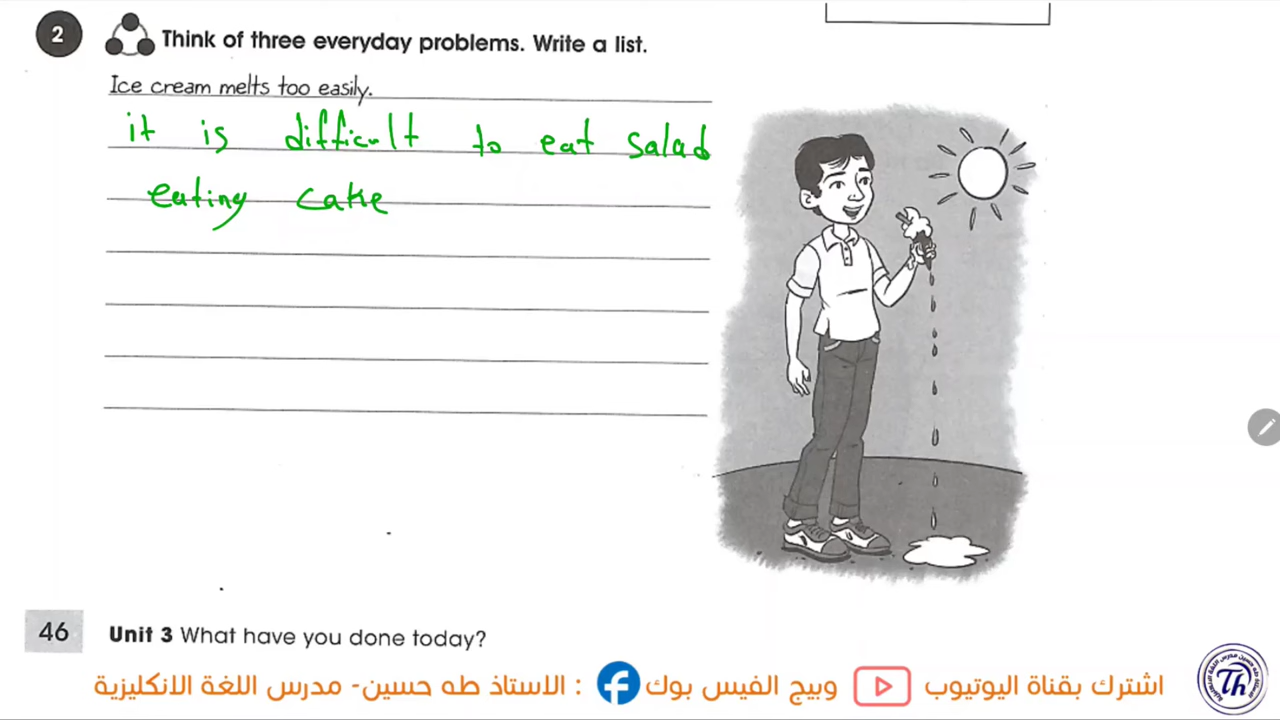 2 Think of three everyday problems. Write a list.
Ice cream melts too easily.
it is difficult to eat salad
eating cake
46 Unit 3 What have you done today?
اشترك بقناة اليوتيوب وبيج الفيس بوك : الاستاذ طه حسين- مدرس اللغة الانكليزية
Th